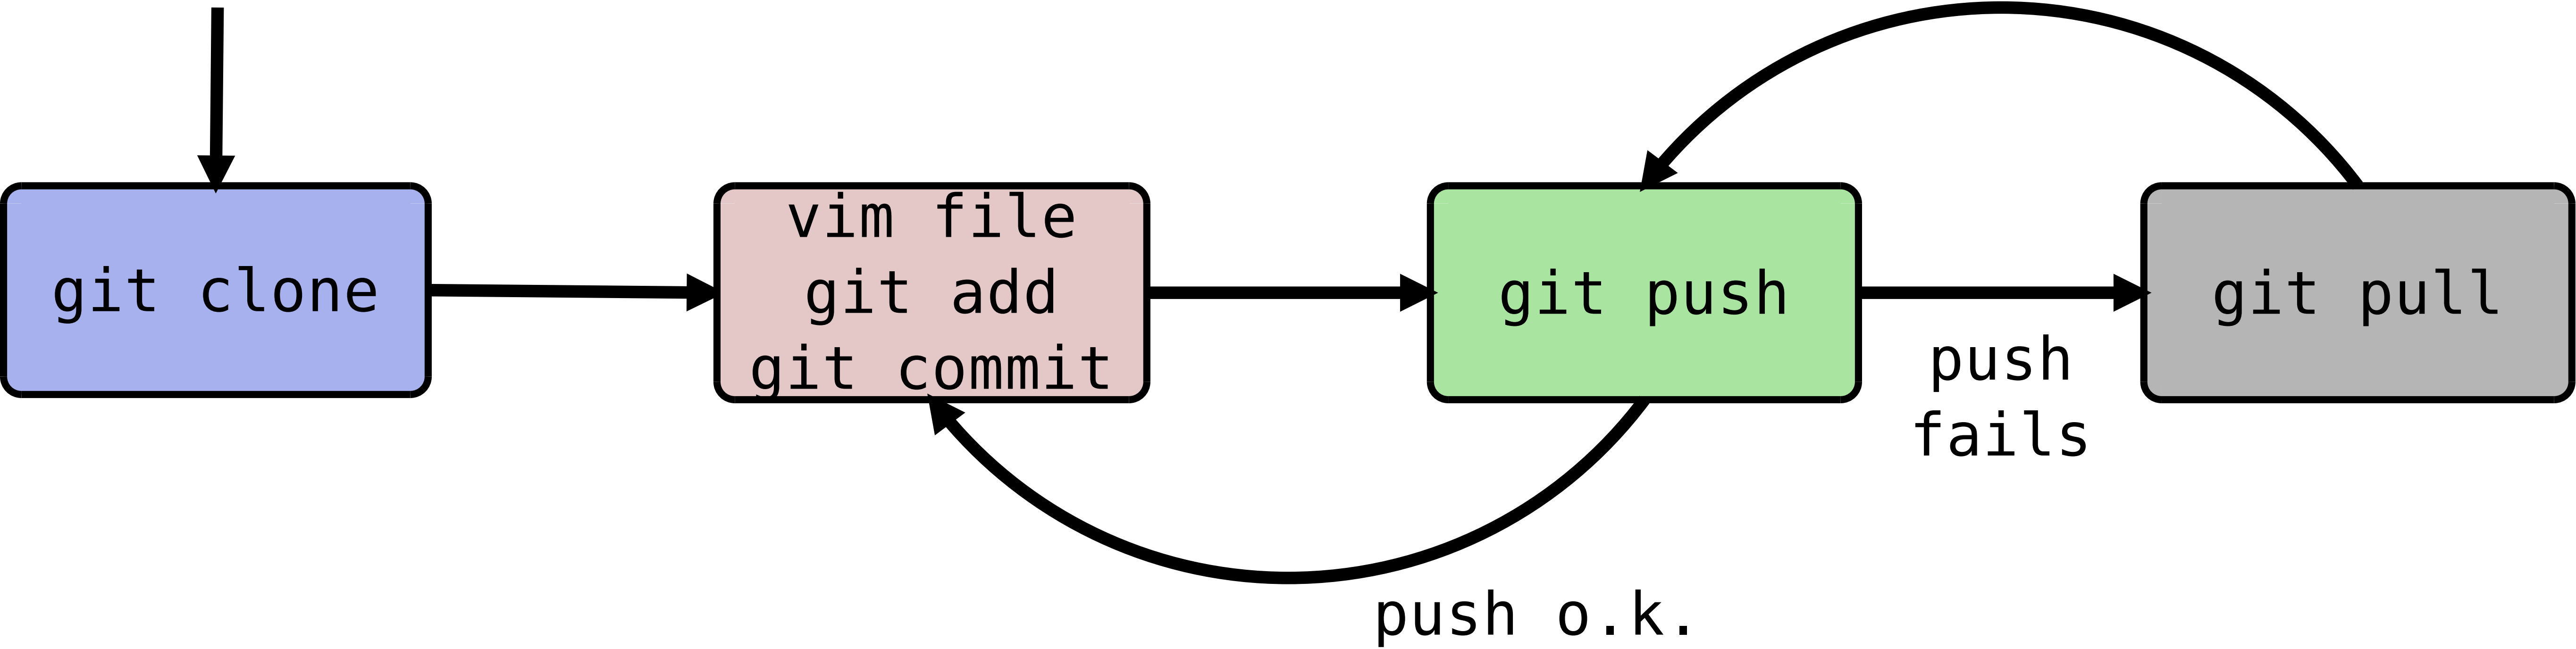 git clone
vim file
git add
git commit
git push
push
fails
git pull
push o.k.